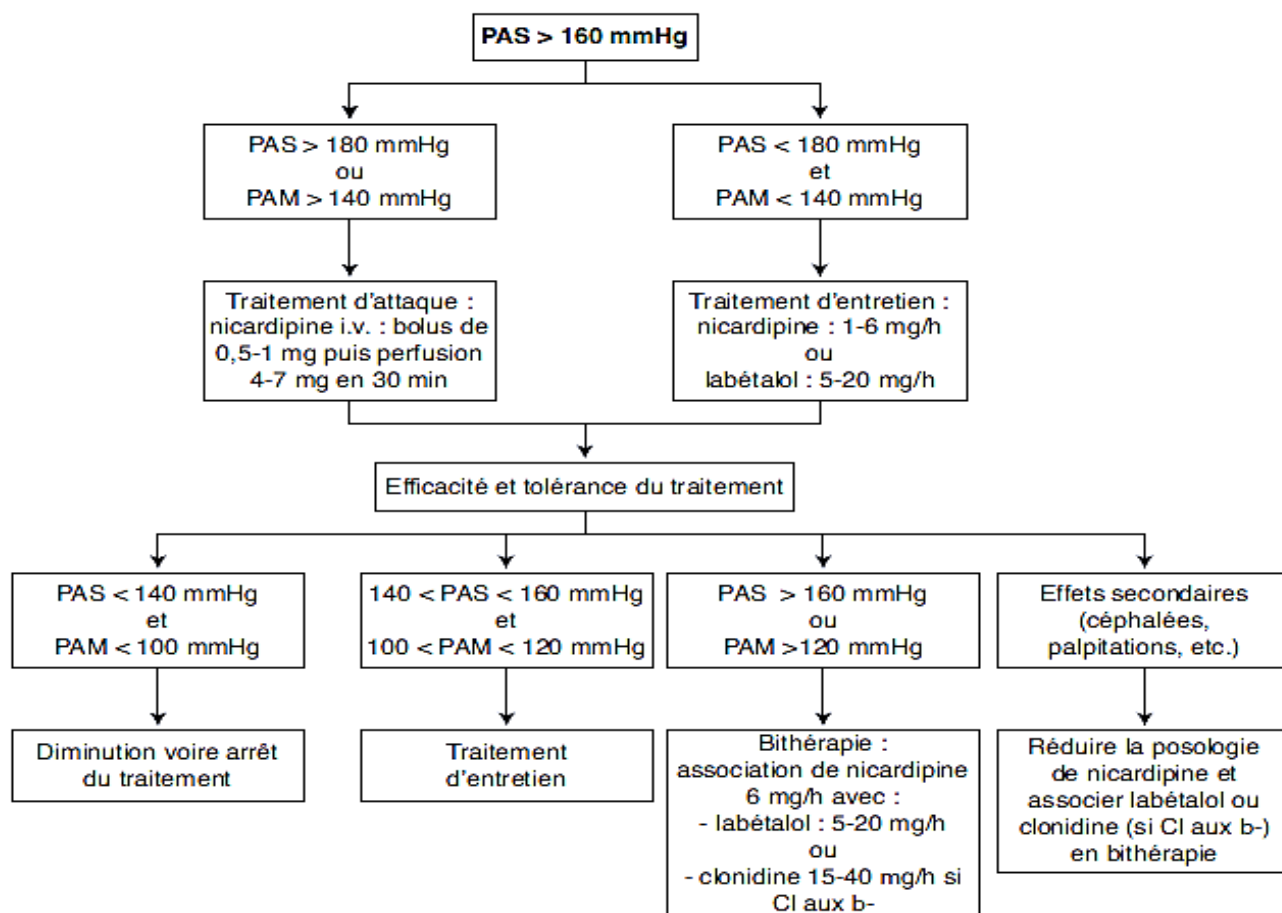 PAS > 160 mmHg
PAS > 180 mmHg
ou
PAM > 140 mmHg
PAS < 180 mmHg
et
PAM < 140 mmHg
Traitement d'attaque :
nicardipine i.v. : bolus de
0,5-1 mg puis perfusion
4-7 mg en 30 min
Traitement d'entretien :
nicardipine : 1-6 mg/h
ou
labétalol : 5-20 mg/h
Efficacité et tolérance du traitement
PAS < 140 mmHg
et
PAM < 100 mmHg
140 < PAS < 160 mmHg
et
100 < PAM < 120 mmHg
PAS > 160 mmHg
ou
PAM >120 mmHg
Effets secondaires
(céphalées,
palpitations, etc.)
Diminution voire arrêt
du traitement
Traitement
d'entretien
Bithérapie :
association de nicardipine
6 mg/h avec :
- labétalol : 5-20 mg/h
ou
- clonidine 15-40 mg/h si
CI aux b-
Réduire la posologie
de nicardipine et
associer labétalol ou
clonidine (si CI aux b-)
en bithérapie